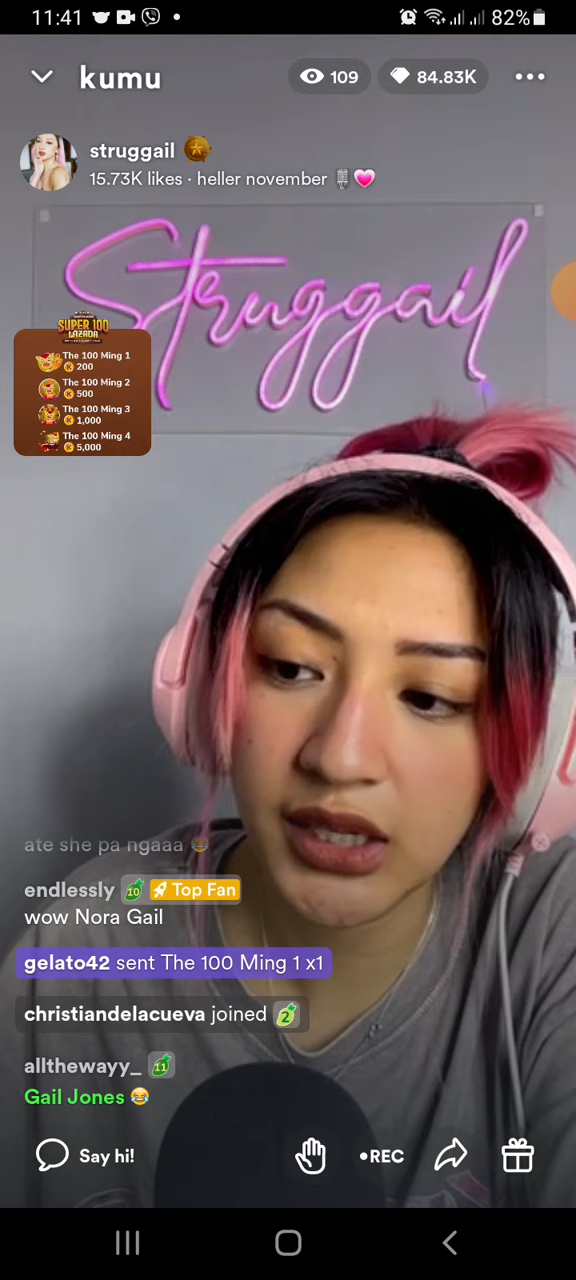 11:41
82%
kumu
109
84.83K
struggail
15.73K likes · heller november
Struggail
SUPER 100
LAZADA
The 100 Ming 1
200
The 100 Ming 2
500
The 100 Ming 3
1,000
The 100 Ming 4
5,000
ate she pa ngaaa
endlessly 10 Top Fan
wow Nora Gail
gelato42 sent The 100 Ming 1 x1
christiandelacueva joined 2
allthewayy_ 11
Gail Jones
Say hi!
•REC